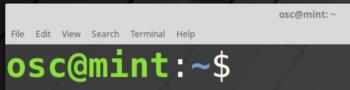 osc@mint: ~
File Edit View Search Terminal Help
osc@mint:~$